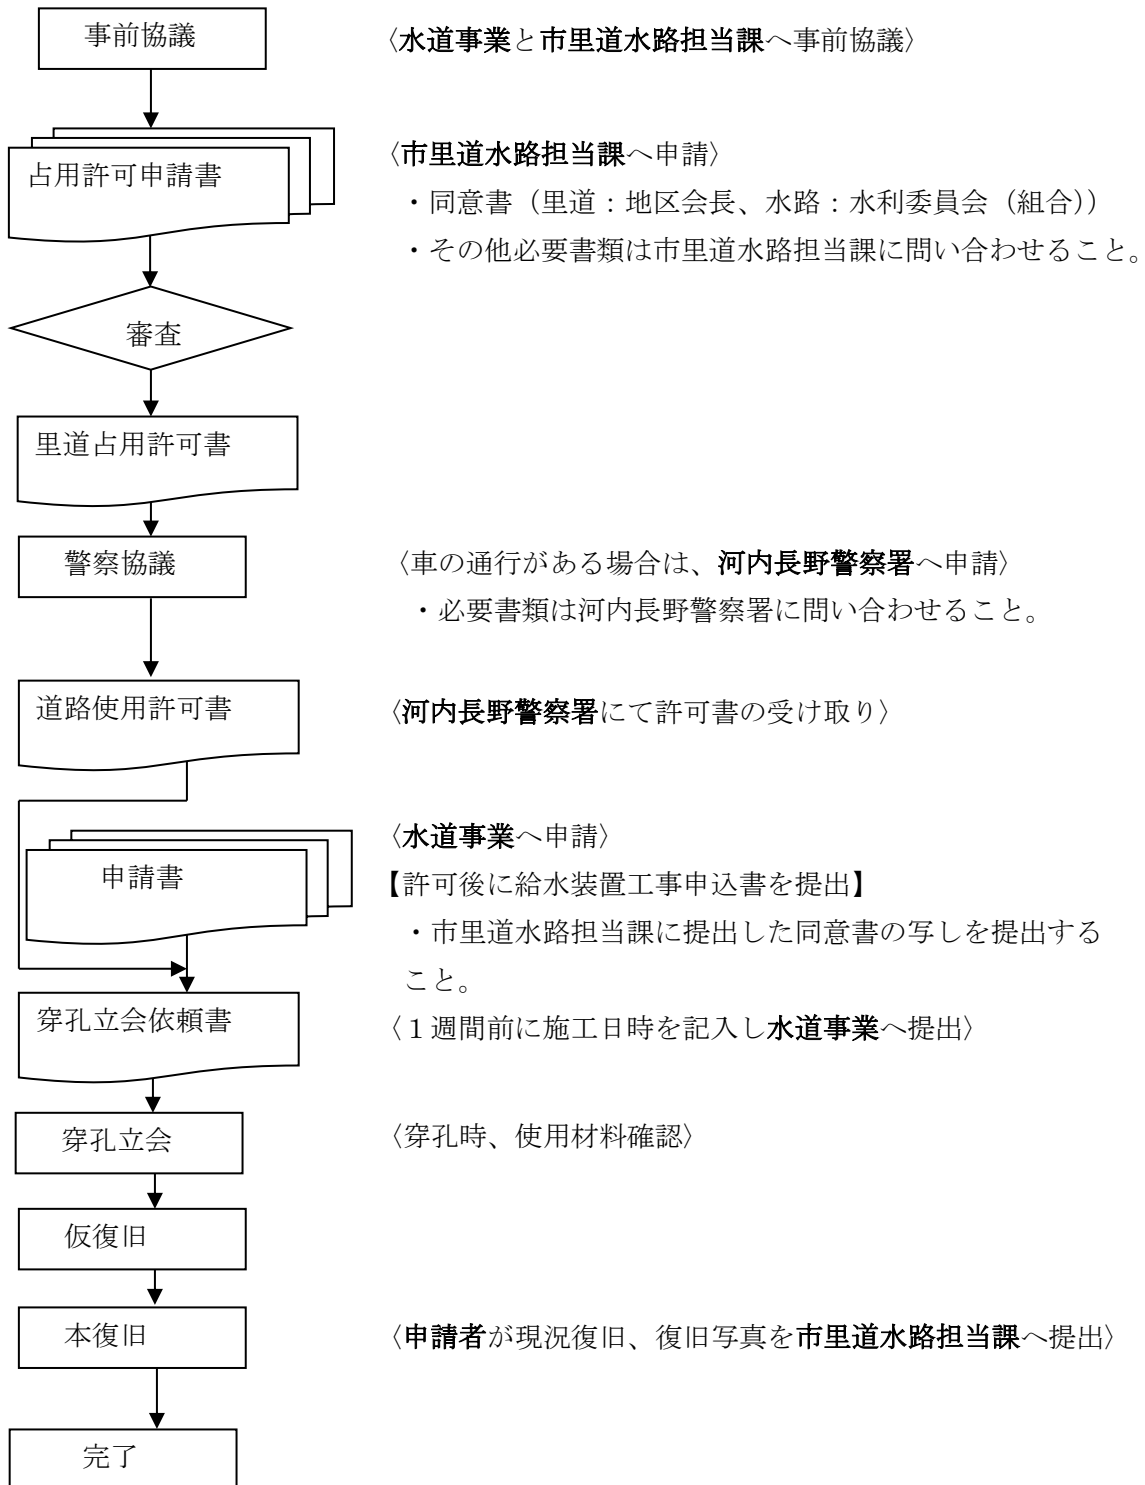 事前協議
〈水道事業と市里道水路担当課へ事前協議〉
占用許可申請書
〈市里道水路担当課へ申請〉
・同意書（里道：地区会長、水路：水利委員会（組合））
・その他必要書類は市里道水路担当課に問い合わせること。
審査
里道占用許可書
警察協議
〈車の通行がある場合は、河内長野警察署へ申請〉
・必要書類は河内長野警察署に問い合わせること。
道路使用許可書
〈河内長野警察署にて許可書の受け取り〉
申請書
〈水道事業へ申請〉
【許可後に給水装置工事申込書を提出】
・市里道水路担当課に提出した同意書の写しを提出する
こと。
穿孔立会依頼書
〈１週間前に施工日時を記入し水道事業へ提出〉
穿孔立会
〈穿孔時、使用材料確認〉
仮復旧
本復旧
〈申請者が現況復旧、復旧写真を市里道水路担当課へ提出〉
完了